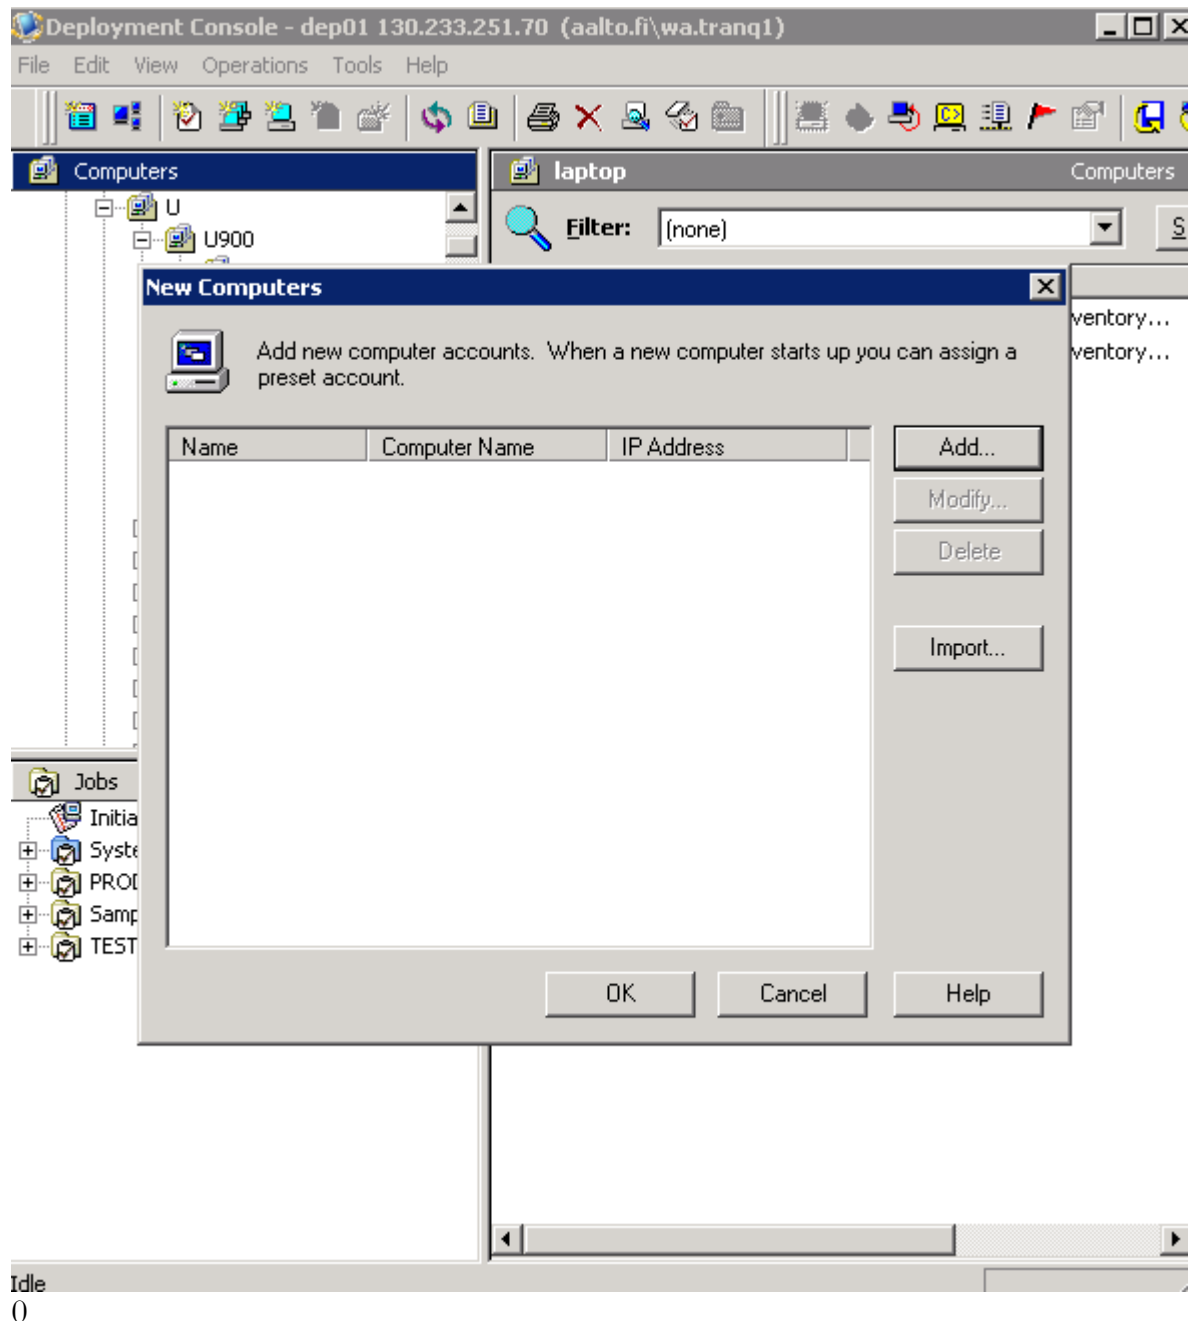 Deployment Console - dep01 130.233.251.70 (aalto.fi\wa.tranq1)
File Edit View Operations Tools Help
Computers
U
U900
laptop Computers
Filter: (none) S
New Computers
ventory...
ventory...
Add new computer accounts. When a new computer starts up you can assign a
preset account.
Name Computer Name IP Address
Add...
Modify...
Delete
Import...
OK Cancel Help
Jobs
Initia
Syste
PROD
Samp
TEST
Idle
0